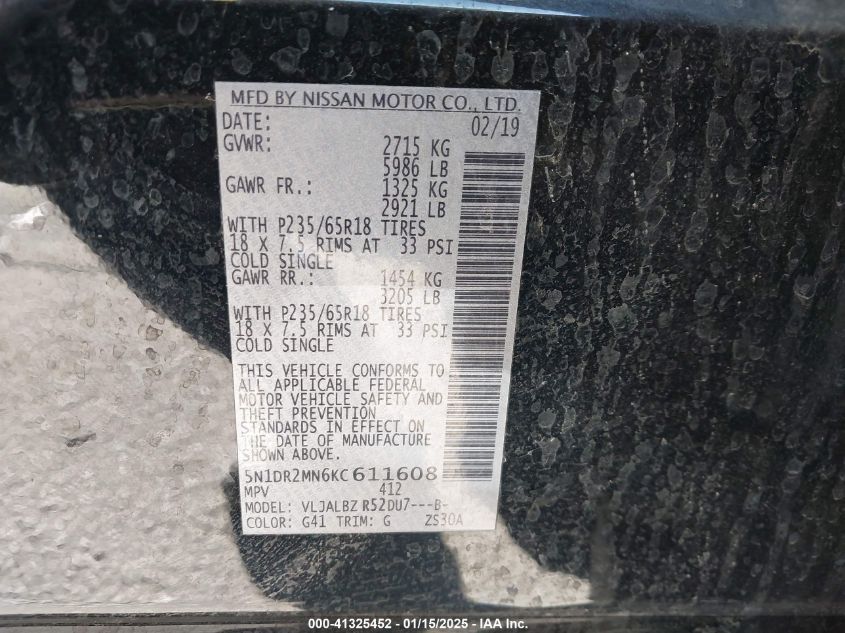 MFD BY NISSAN MOTOR CO., LTD.
DATE: 02/19
GVWR: 2715 KG
5986 LB
GAWR FR.: 1325 KG
2921 LB
WITH P235/65R18 TIRES
18 X 7.5 RIMS AT 33 PSI
COLD SINGLE
GAWR RR.: 1454 KG
3205 LB
WITH P235/65R18 TIRES
18 X 7.5 RIMS AT 33 PSI
COLD SINGLE
THIS VEHICLE CONFORMS TO
ALL APPLICABLE FEDERAL
MOTOR VEHICLE SAFETY AND
THEFT PREVENTION
STANDARDS IN EFFECT ON
THE DATE OF MANUFACTURE
SHOWN ABOVE.
5N1DR2MN6KC611608
MPV 412
MODEL: VLJALBZ R52DU7---B-
COLOR: G41 TRIM: G ZS30A
000-41325452 - 01/15/2025 - IAA Inc.